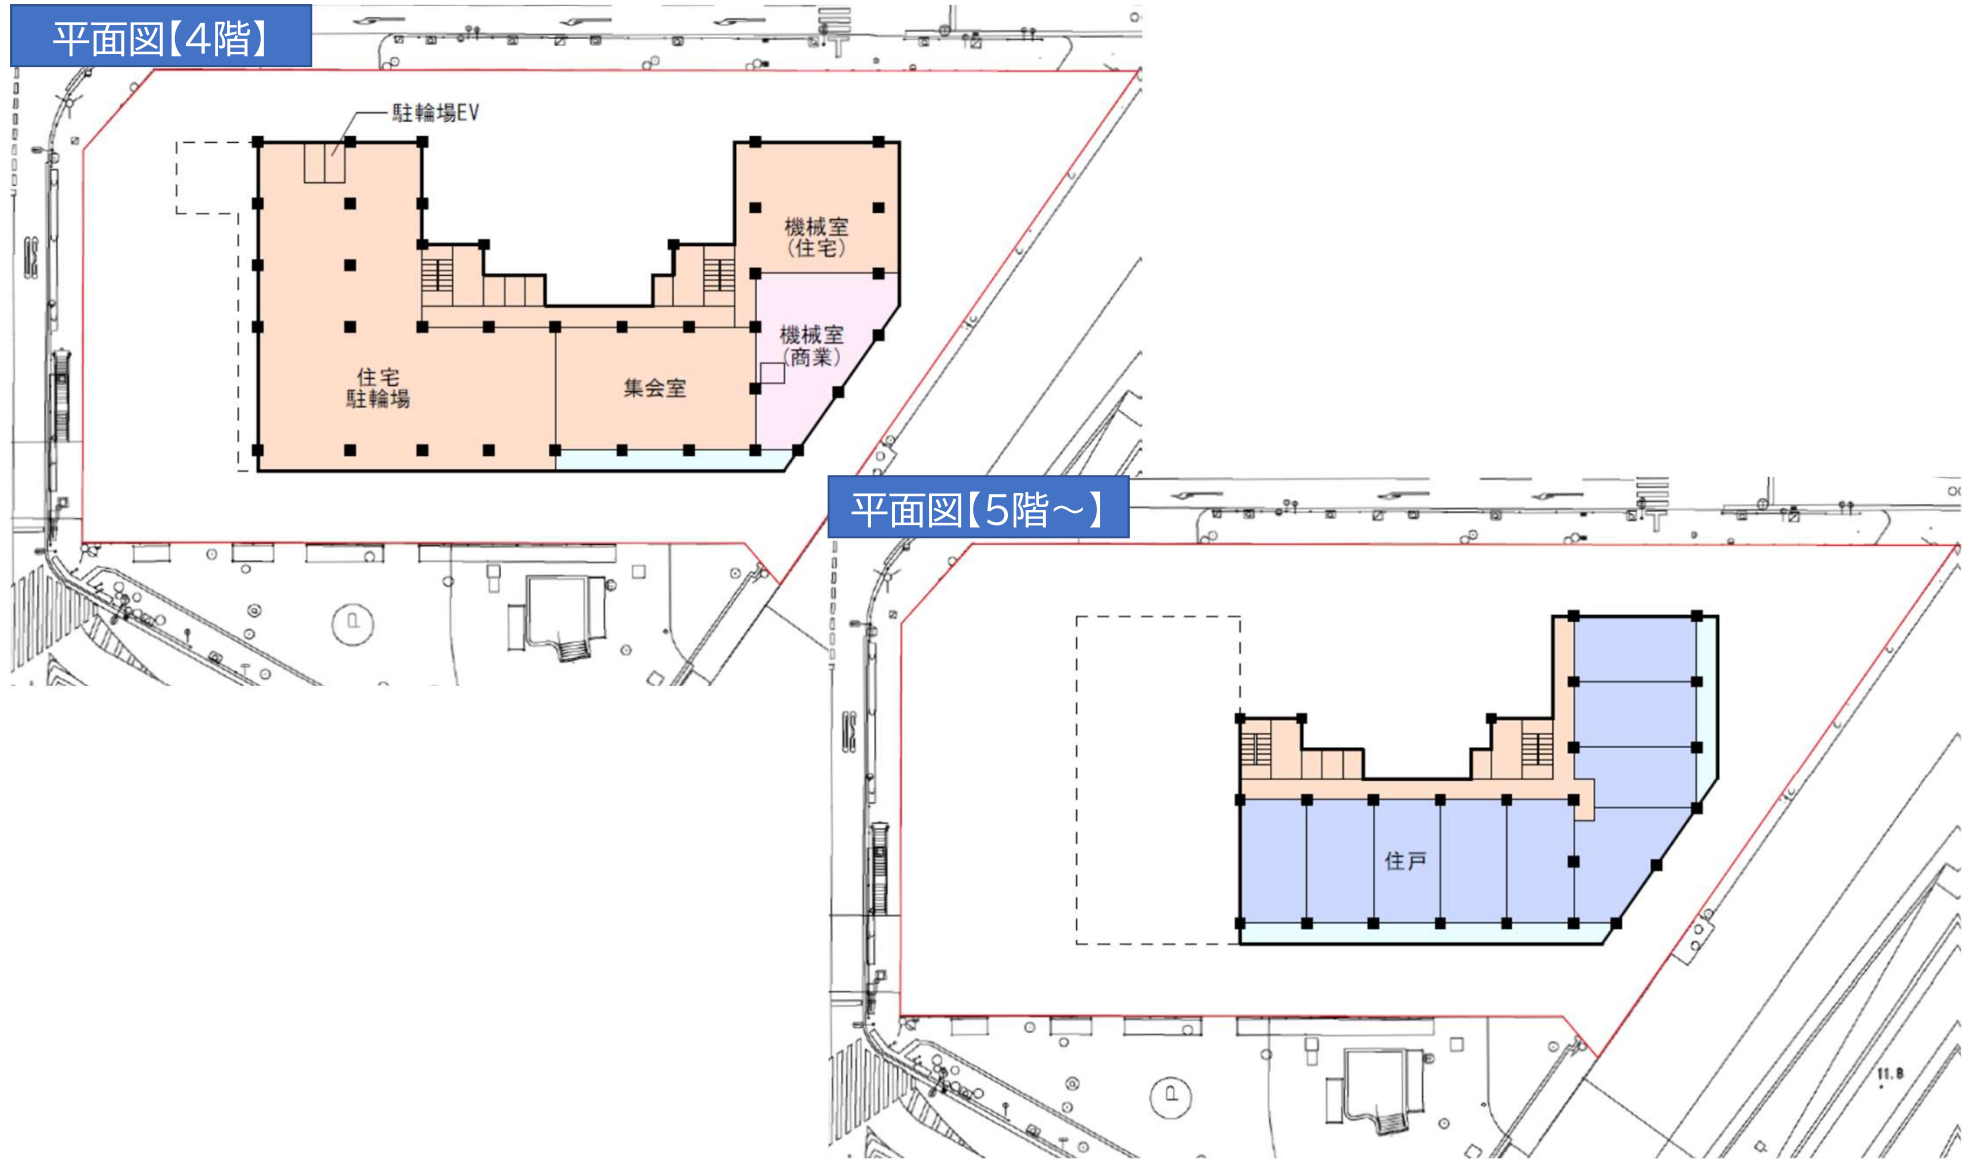 平面図【4階】
駐輪場EV
機械室
(住宅)
機械室
(商業)
住宅
駐輪場
集会室
P
平面図【5階～】
住戸
P
11.8